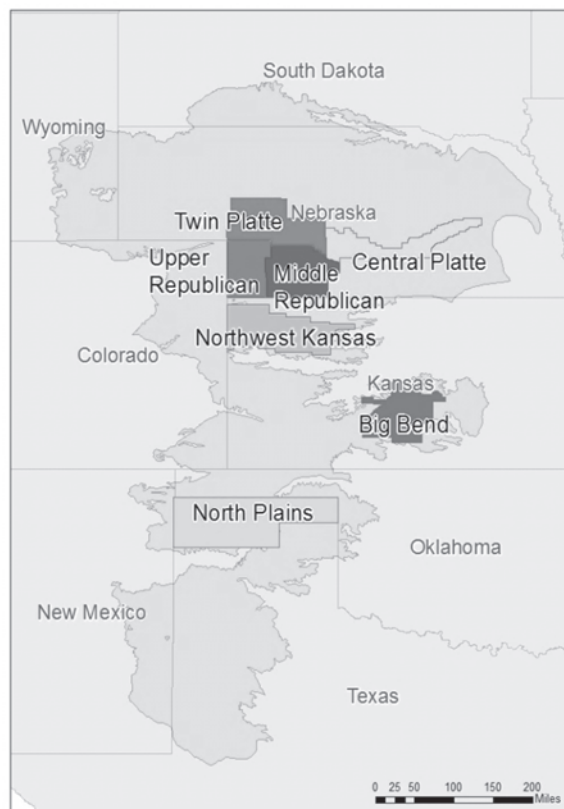 South Dakota
Wyoming
Nebraska
Twin Platte
Upper
Republican
Central Platte
Middle
Republican
Northwest Kansas
Colorado
Kansas
Big Bend
North Plains
Oklahoma
New Mexico
Texas
0 25 50 100 150 200
Miles